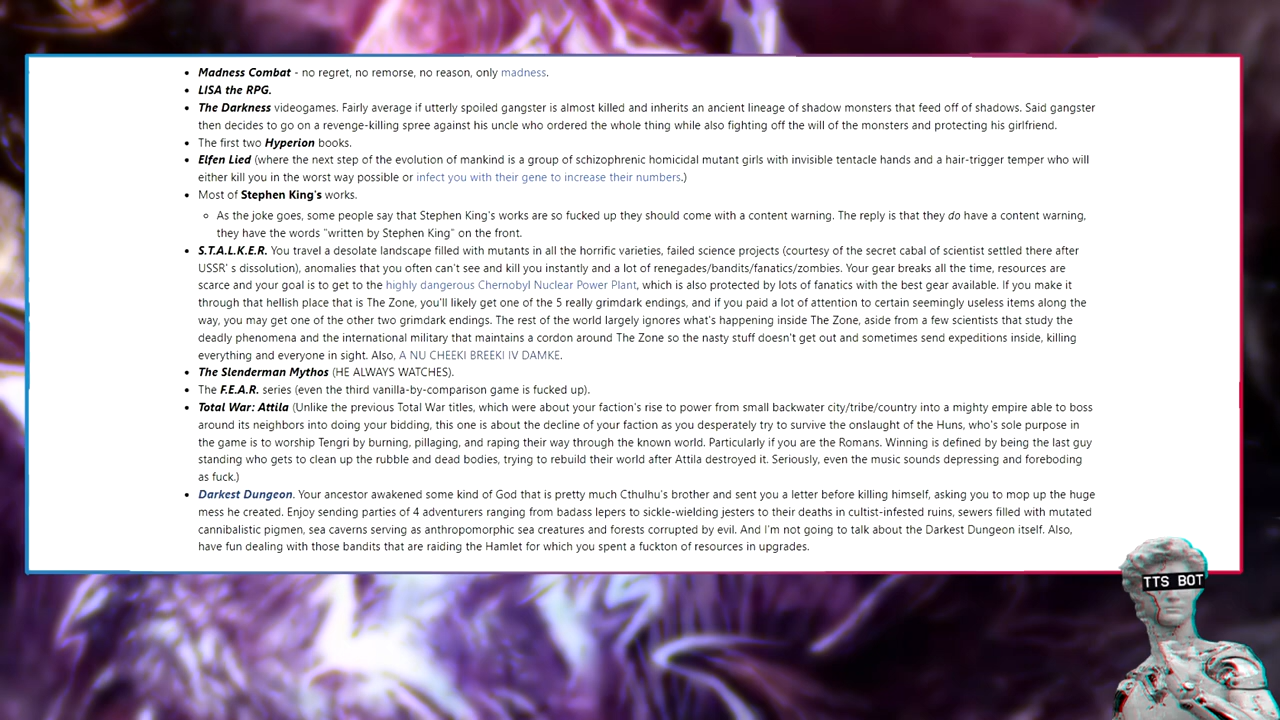 • Madness Combat - no regret, no remorse, no reason, only madness.
• LISA the RPG.
• The Darkness videogames. Fairly average if utterly spoiled gangster is almost killed and inherits an ancient lineage of shadow monsters that feed off of shadows. Said gangster
then decides to go on a revenge-killing spree against his uncle who ordered the whole thing while also fighting off the will of the monsters and protecting his girlfriend.
• The first two Hyperion books.
• Elfen Lied (where the next step of the evolution of mankind is a group of schizophrenic homicidal mutant girls with invisible tentacle hands and a hair-trigger temper who will
either kill you in the worst way possible or infect you with their gene to increase their numbers.)
• Most of Stephen King's works.
◦ As the joke goes, some people say that Stephen King's works are so fucked up they should come with a content warning. The reply is that they do have a content warning,
they have the words "written by Stephen King" on the front.
• S.T.A.L.K.E.R. You travel a desolate landscape filled with mutants in all the horrific varieties, failed science projects (courtesy of the secret cabal of scientist settled there after
USSR' s dissolution), anomalies that you often can't see and kill you instantly and a lot of renegades/bandits/fanatics/zombies. Your gear breaks all the time, resources are
scarce and your goal is to get to the highly dangerous Chernobyl Nuclear Power Plant, which is also protected by lots of fanatics with the best gear available. If you make it
through that hellish place that is The Zone, you'll likely get one of the 5 really grimdark endings, and if you paid a lot of attention to certain seemingly useless items along the
way, you may get one of the other two grimdark endings. The rest of the world largely ignores what's happening inside The Zone, aside from a few scientists that study the
deadly phenomena and the international military that maintains a cordon around The Zone so the nasty stuff doesn't get out and sometimes send expeditions inside, killing
everything and everyone in sight. Also, A NU CHEEKI BREEKI IV DAMKE.
• The Slenderman Mythos (HE ALWAYS WATCHES).
• The F.E.A.R. series (even the third vanilla-by-comparison game is fucked up).
• Total War: Attila (Unlike the previous Total War titles, which were about your faction's rise to power from small backwater city/tribe/country into a mighty empire able to boss
around its neighbors into doing your bidding, this one is about the decline of your faction as you desperately try to survive the onslaught of the Huns, who's sole purpose in
the game is to worship Tengri by burning, pillaging, and raping their way through the known world. Particularly if you are the Romans. Winning is defined by being the last guy
standing who gets to clean up the rubble and dead bodies, trying to rebuild their world after Attila destroyed it. Seriously, even the music sounds depressing and foreboding
as fuck.)
• Darkest Dungeon. Your ancestor awakened some kind of God that is pretty much Cthulhu's brother and sent you a letter before killing himself, asking you to mop up the huge
mess he created. Enjoy sending parties of 4 adventurers ranging from badass lepers to sickle-wielding jesters to their deaths in cultist-infested ruins, sewers filled with mutated
cannibalistic pigmen, sea caverns serving as anthropomorphic sea creatures and forests corrupted by evil. And I'm not going to talk about the Darkest Dungeon itself. Also,
have fun dealing with those bandits that are raiding the Hamlet for which you spent a fuckton of resources in upgrades.
TTS BOT